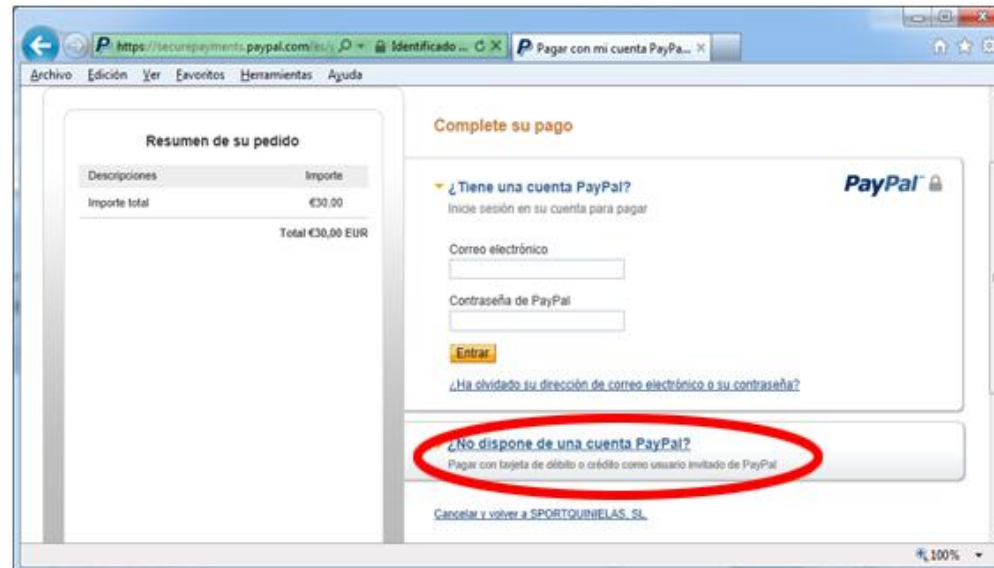 https://securepayments.paypal.com/es/
Identificado ...
Pagar con mi cuenta PayPa...
Archivo Edición Ver Favoritos Herramientas Ayuda
Resumen de su pedido
Descripciones Importe
Importe total €30,00
Total €30,00 EUR
Complete su pago
¿Tiene una cuenta PayPal?
PayPal
Inicie sesión en su cuenta para pagar
Correo electrónico
Contraseña de PayPal
Entrar
¿Ha olvidado su dirección de correo electrónico o su contraseña?
¿No dispone de una cuenta PayPal?
Pagar con tarjeta de débito o crédito como usuario invitado de PayPal
Cancelar y volver a SPORTQUINIELAS, SL.
100%